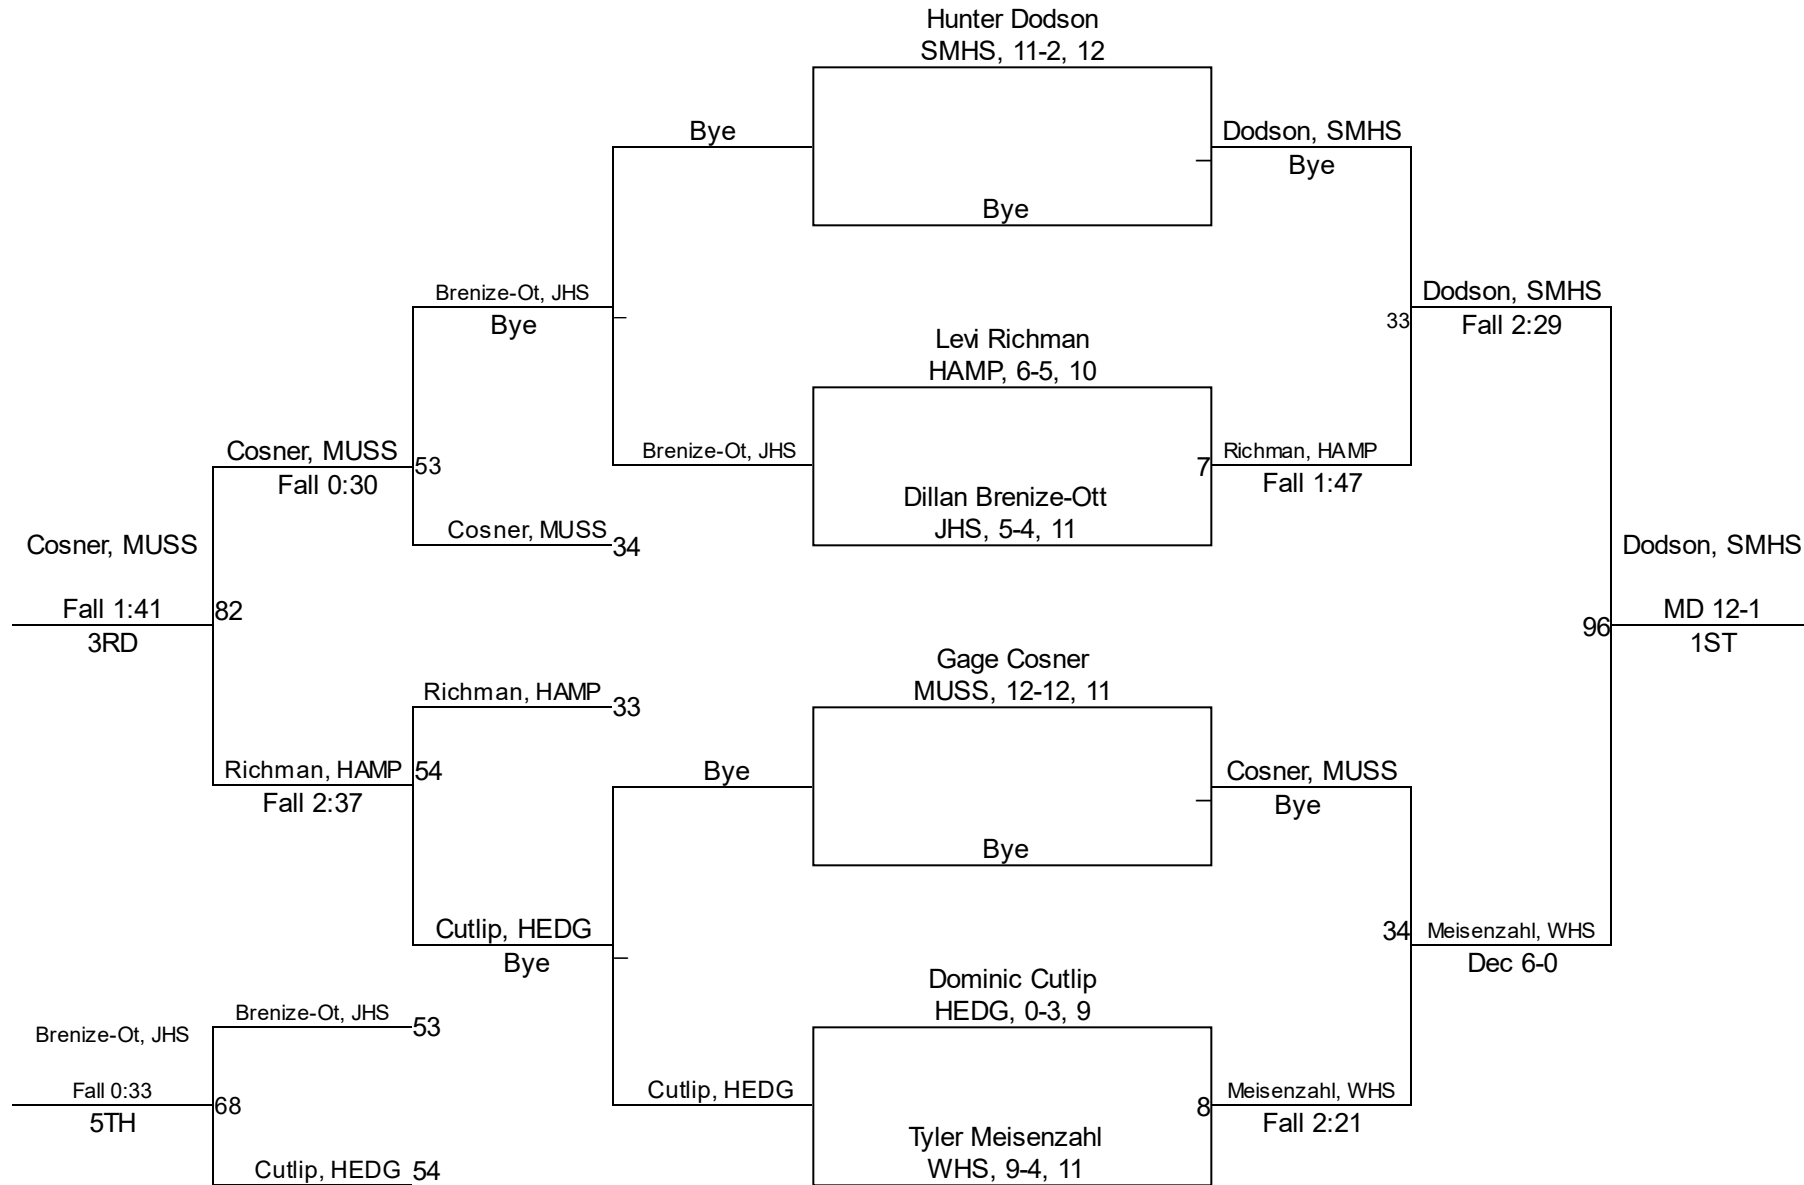 Hunter Dodson
SMHS, 11-2, 12
Bye
Dodson, SMHS
Bye
Bye
Brenize-Ot, JHS
Bye
Dodson, SMHS
33
Fall 2:29
Levi Richman
HAMP, 6-5, 10
Cosner, MUSS
53
Fall 0:30
Brenize-Ot, JHS
7
Richman, HAMP
Fall 1:47
Dillan Brenize-Ott
JHS, 5-4, 11
Cosner, MUSS
34
Cosner, MUSS
Fall 1:41
82
3RD
Dodson, SMHS
96
MD 12-1
1ST
Gage Cosner
MUSS, 12-12, 11
Richman, HAMP
33
Richman, HAMP
54
Fall 2:37
Bye
Cosner, MUSS
Bye
Bye
Cutlip, HEDG
Bye
34
Meisenzahl, WHS
Dec 6-0
Dominic Cutlip
HEDG, 0-3, 9
Brenize-Ot, JHS
53
Brenize-Ot, JHS
Fall 0:33
68
5TH
Cutlip, HEDG
8
Meisenzahl, WHS
Fall 2:21
Tyler Meisenzahl
WHS, 9-4, 11
Cutlip, HEDG
54